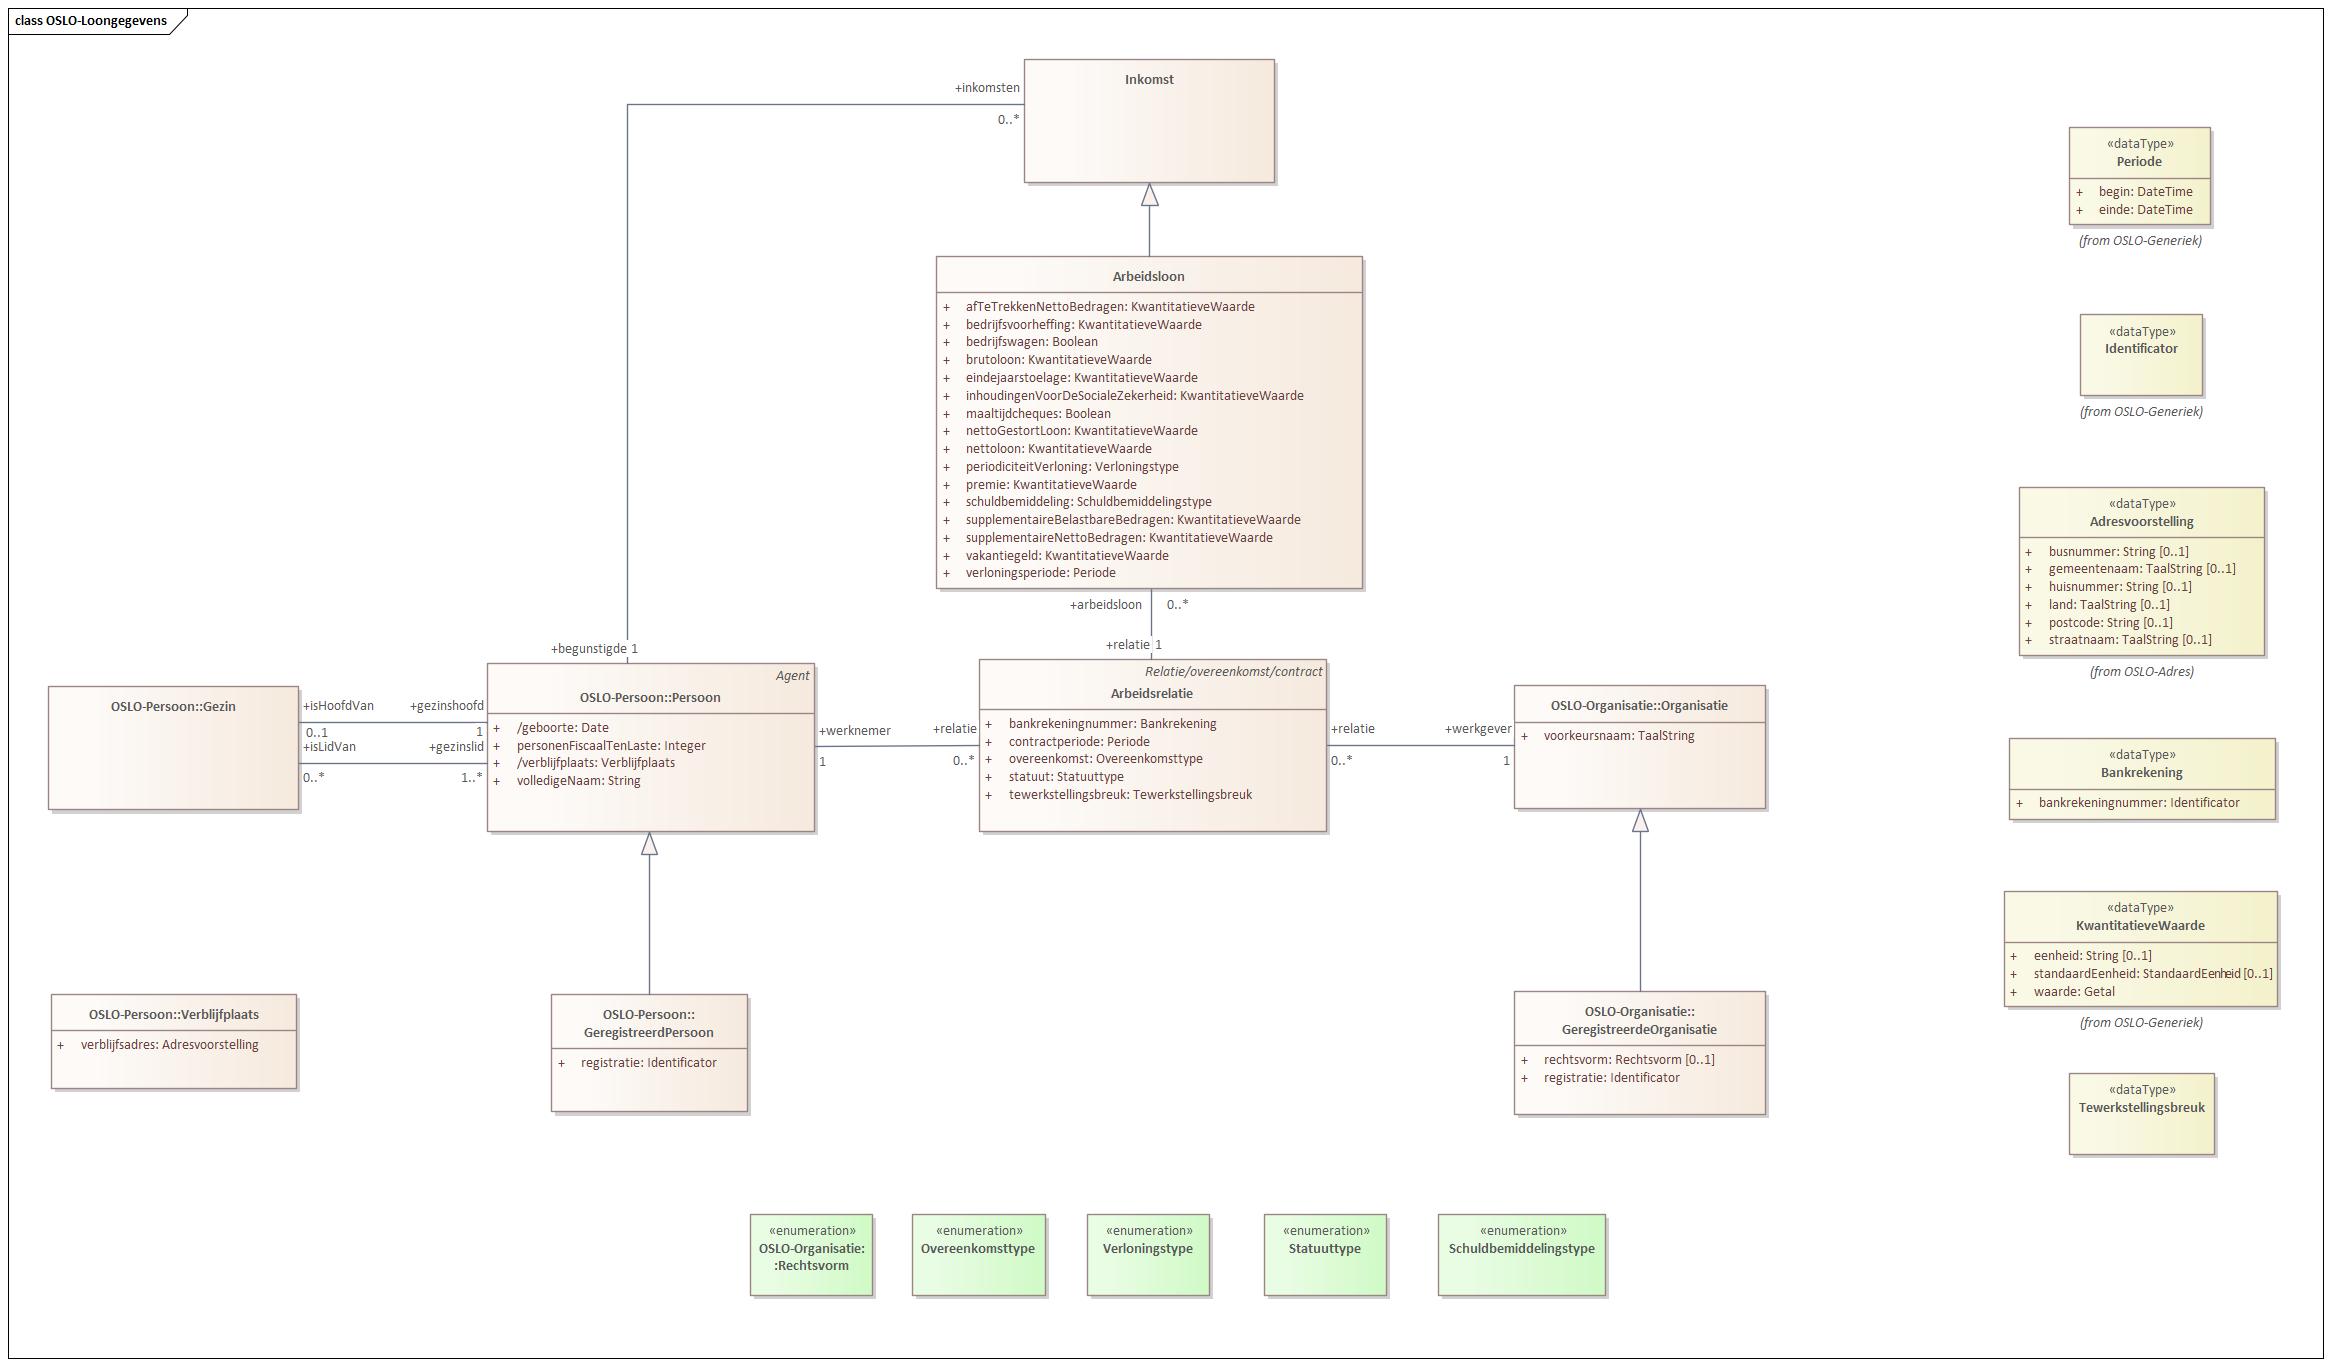 class OSLO-Loongegevens
Inkomst
+inkomsten
0..*
Arbeidsloon
+ afTeTrekkenNettoBedragen: KwantitatieveWaarde
+ bedrijfsvoorheffing: KwantitatieveWaarde
+ bedrijfswagen: Boolean
+ brutoloon: KwantitatieveWaarde
+ eindejaarstoelage: KwantitatieveWaarde
+ inhoudingenVoorDeSocialeZekerheid: KwantitatieveWaarde
+ maaltijdcheques: Boolean
+ nettoGestortLoon: KwantitatieveWaarde
+ nettoloon: KwantitatieveWaarde
+ periodiciteitVerloning: Verloningstype
+ premie: KwantitatieveWaarde
+ schuldbemiddeling: Schuldbemiddelingstype
+ supplementaireBelastbareBedragen: KwantitatieveWaarde
+ supplementaireNettoBedragen: KwantitatieveWaarde
+ vakantiegeld: KwantitatieveWaarde
+ verloningsperiode: Periode
+arbeidsloon 0..*
+relatie 1
+begunstigde 1
OSLO-Persoon::Gezin
+isHoofdVan +gezinshoofd
0..1 1
+isLidVan +gezinslid
0..* 1..*
Agent
OSLO-Persoon::Persoon
+ /geboorte: Date
+ personenFiscaalTenLaste: Integer
+ /verblijfplaats: Verblijfplaats
+ volledigeNaam: String
+werknemer +relatie
1 0..*
Relatie/overeenkomst/contract
Arbeidsrelatie
+ bankrekeningnummer: Bankrekening
+ contractperiode: Periode
+ overeenkomst: Overeenkomsttype
+ statuut: Statuuttype
+ tewerkstellingsbreuk: Tewerkstellingsbreuk
+relatie +werkgever
0..* 1
OSLO-Organisatie::Organisatie
+ voorkeursnaam: TaalString
OSLO-Persoon::Verblijfplaats
+ verblijfsadres: Adresvoorstelling
OSLO-Persoon::
GeregistreerdPersoon
+ registratie: Identificator
OSLO-Organisatie::
GeregistreerdeOrganisatie
+ rechtsvorm: Rechtsvorm [0..1]
+ registratie: Identificator
«dataType»
Periode
+ begin: DateTime
+ einde: DateTime
(from OSLO-Generiek)
«dataType»
Identificator
(from OSLO-Generiek)
«dataType»
Adresvoorstelling
+ busnummer: String [0..1]
+ gemeentenaam: TaalString [0..1]
+ huisnummer: String [0..1]
+ land: TaalString [0..1]
+ postcode: String [0..1]
+ straatnaam: TaalString [0..1]
(from OSLO-Adres)
«dataType»
Bankrekening
+ bankrekeningnummer: Identificator
«dataType»
KwantitatieveWaarde
+ eenheid: String [0..1]
+ standaardEenheid: StandaardEenheid [0..1]
+ waarde: Getal
(from OSLO-Generiek)
«dataType»
Tewerkstellingsbreuk
«enumeration»
OSLO-Organisatie:
:Rechtsvorm
«enumeration»
Overeenkomsttype
«enumeration»
Verloningstype
«enumeration»
Statuuttype
«enumeration»
Schuldbemiddelingstype